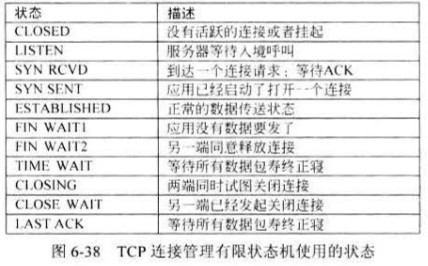 状态 描述
CLOSED 没有活跃的连接或者挂起
LISTEN 服务器等待入境呼叫
SYN RCVD 到达一个连接请求；等待ACK
SYN SENT 应用已经启动了打开一个连接
ESTABLISHED 正常的数据传送状态
FIN WAIT1 应用没有数据要发了
FIN WAIT2 另一端同意释放连接
TIME WAIT 等待所有数据包寿终正寝
CLOSING 两端同时试图关闭连接
CLOSE WAIT 另一端已经发起关闭连接
LAST ACK 等待所有数据包寿终正寝
图 6-38 TCP 连接管理有限状态机使用的状态